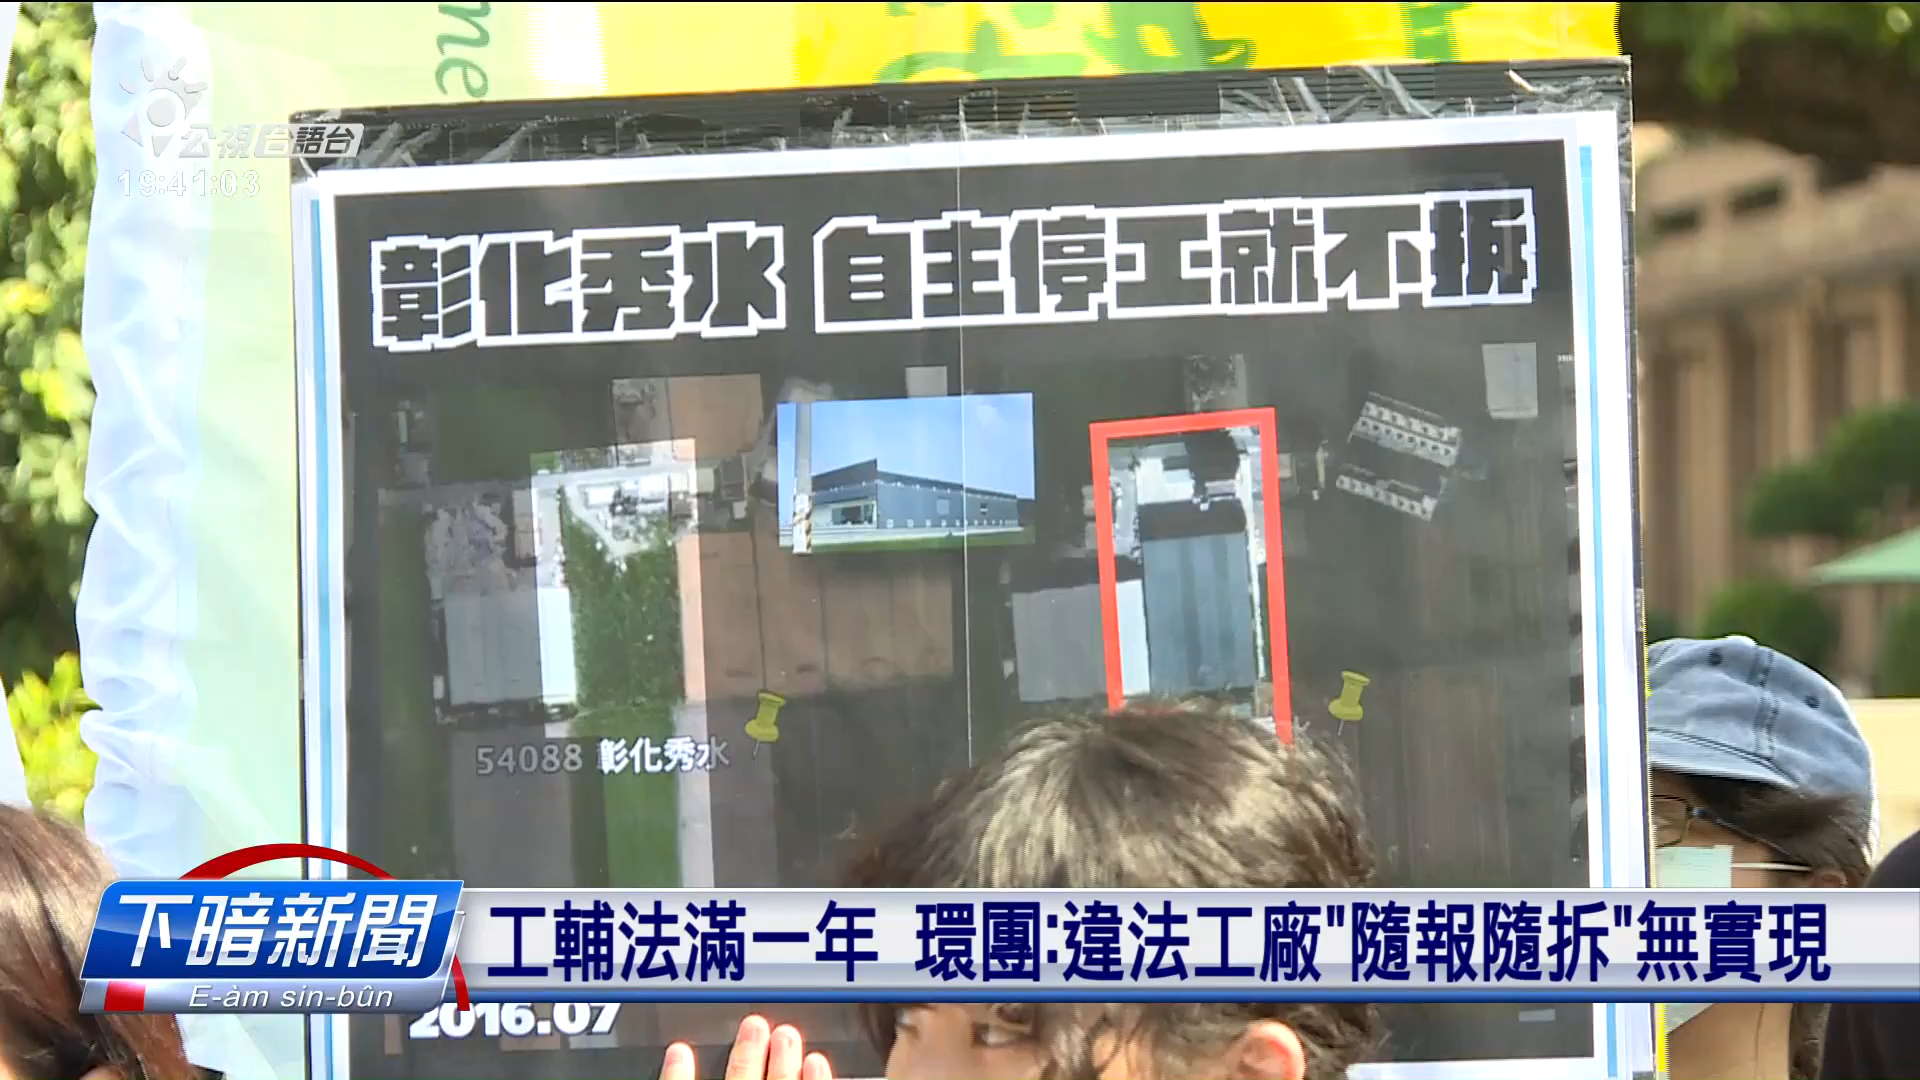 me
公視台語台
19:41:03
彰化秀水 自主停工就不拆
54088 彰化秀水
下暗新聞
E-àm sin-bûn
工輔法滿一年 環團:違法工廠"隨報隨拆"無實現
2016.07